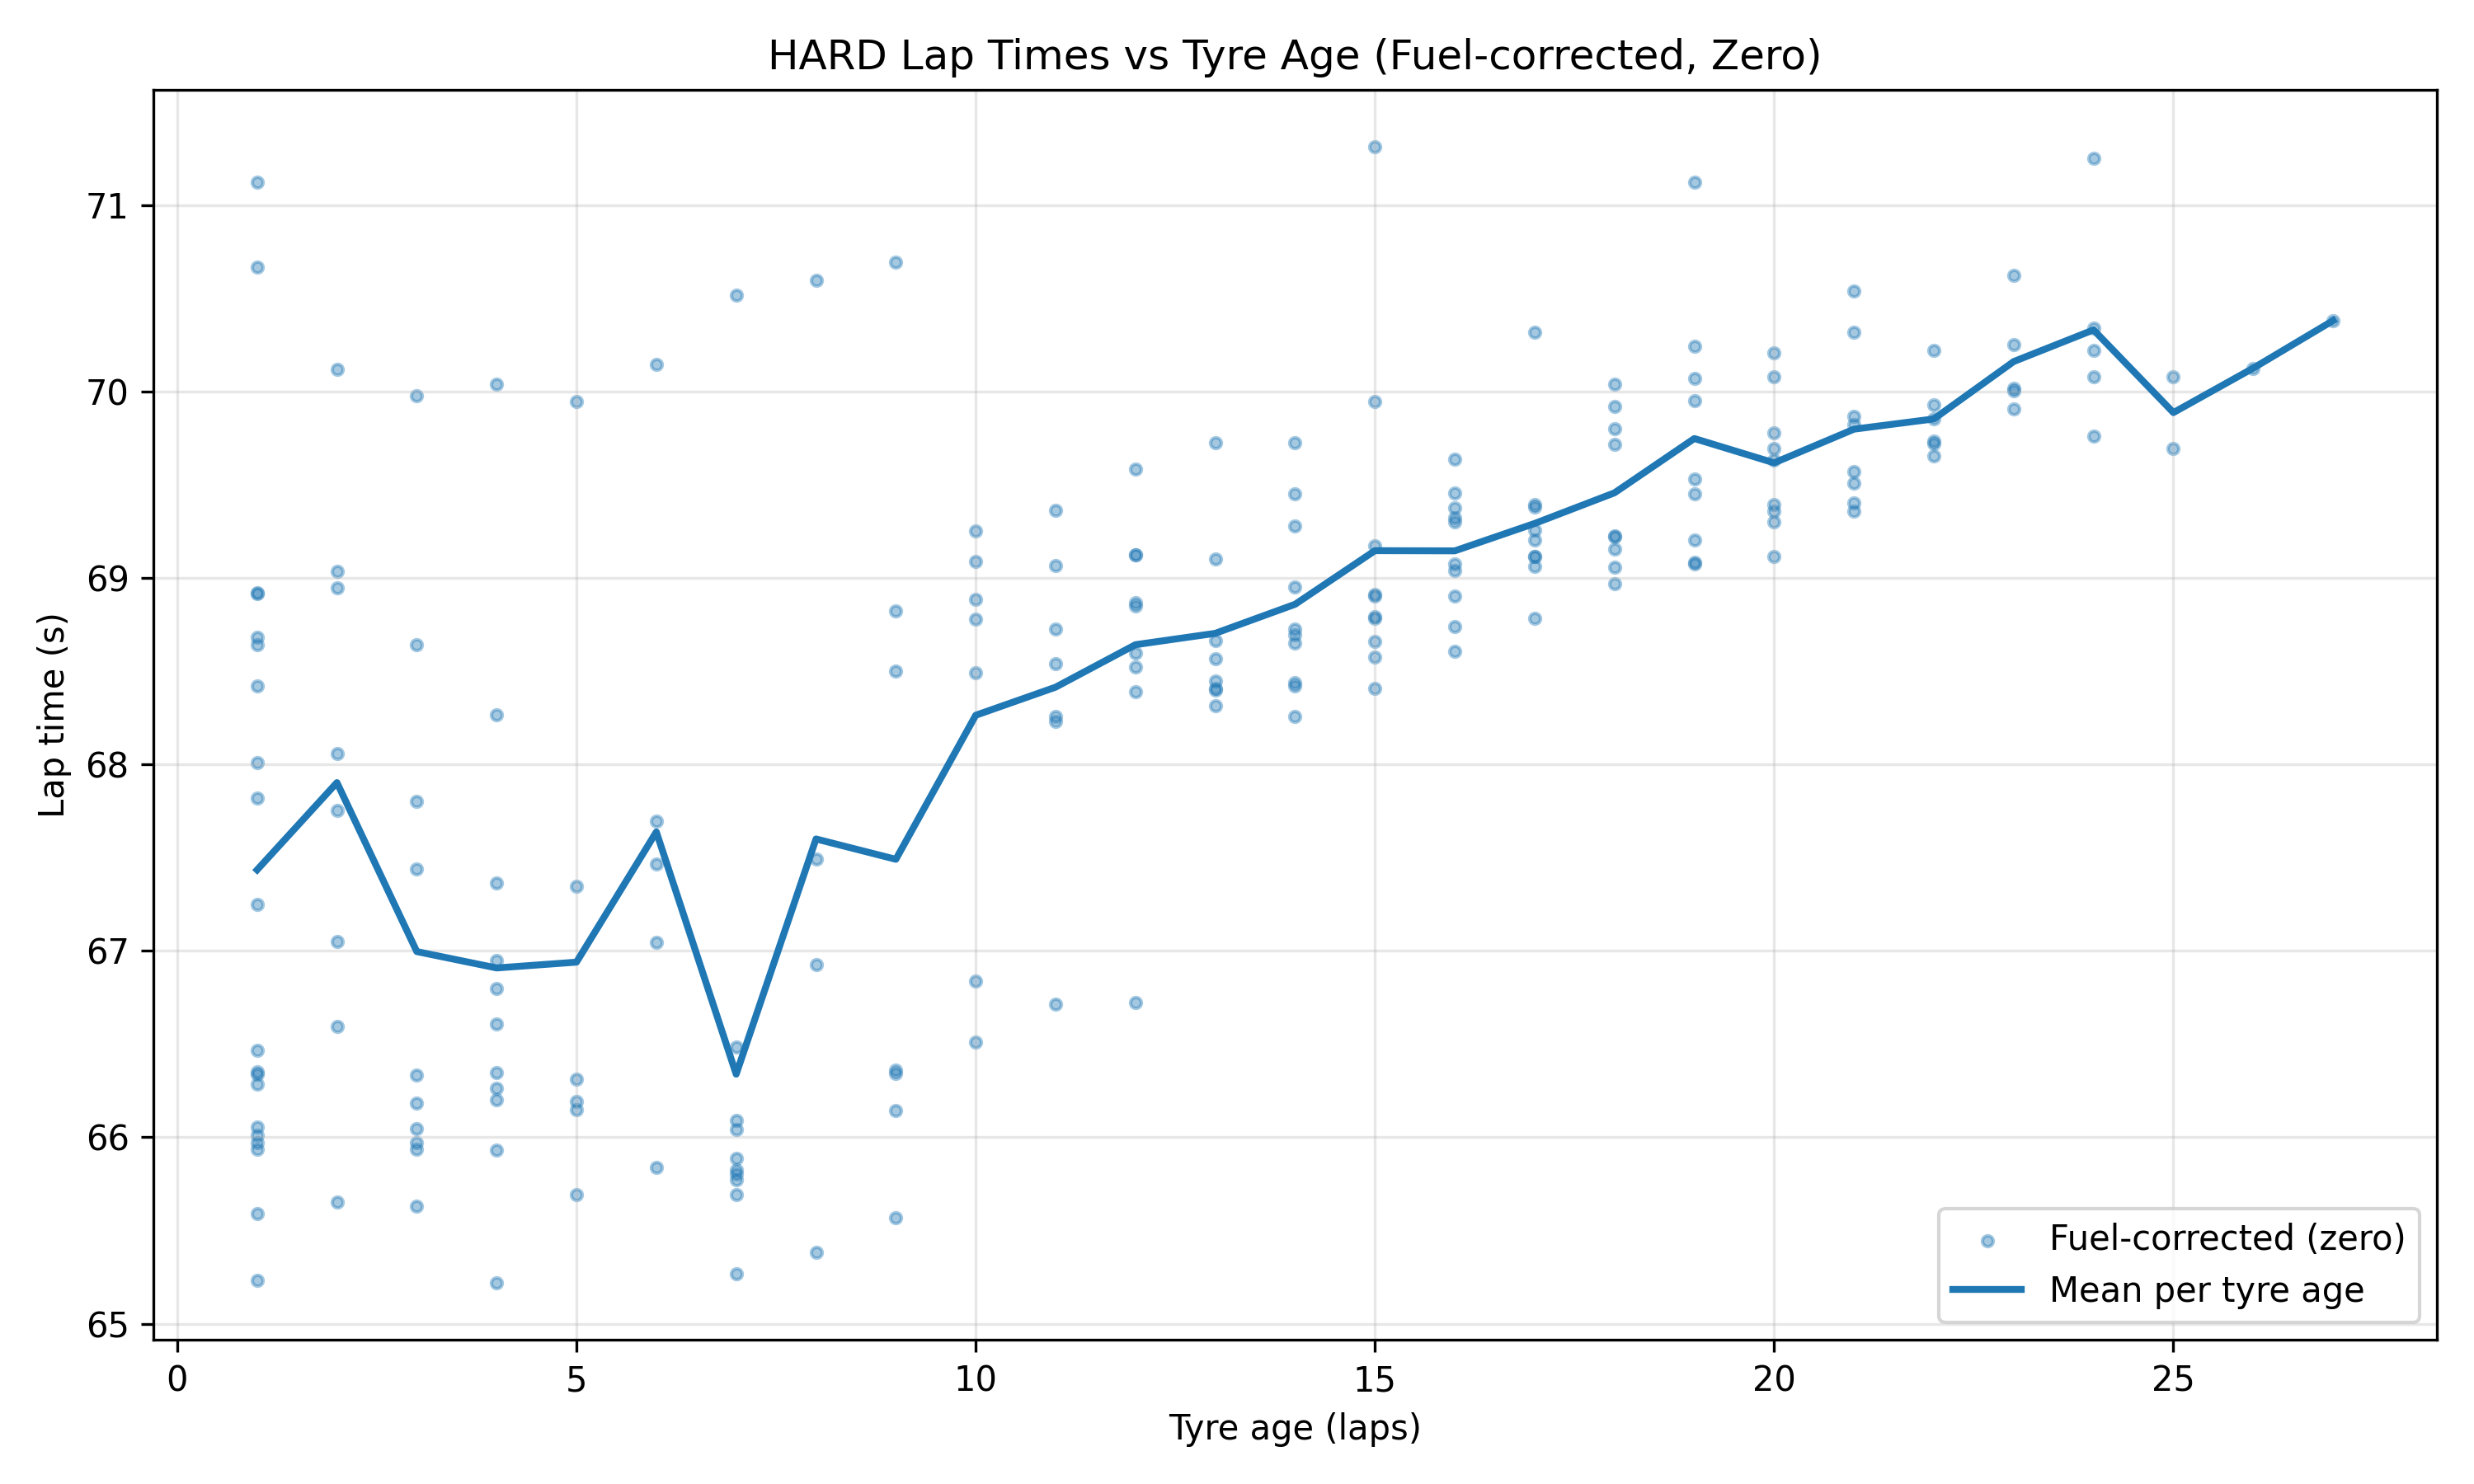 HARD Lap Times vs Tyre Age (Fuel-corrected, Zero)
Lap time (s)
71
70
69
68
67
66
65
0 5 10 15 20 25
Tyre age (laps)
Fuel-corrected (zero)
Mean per tyre age